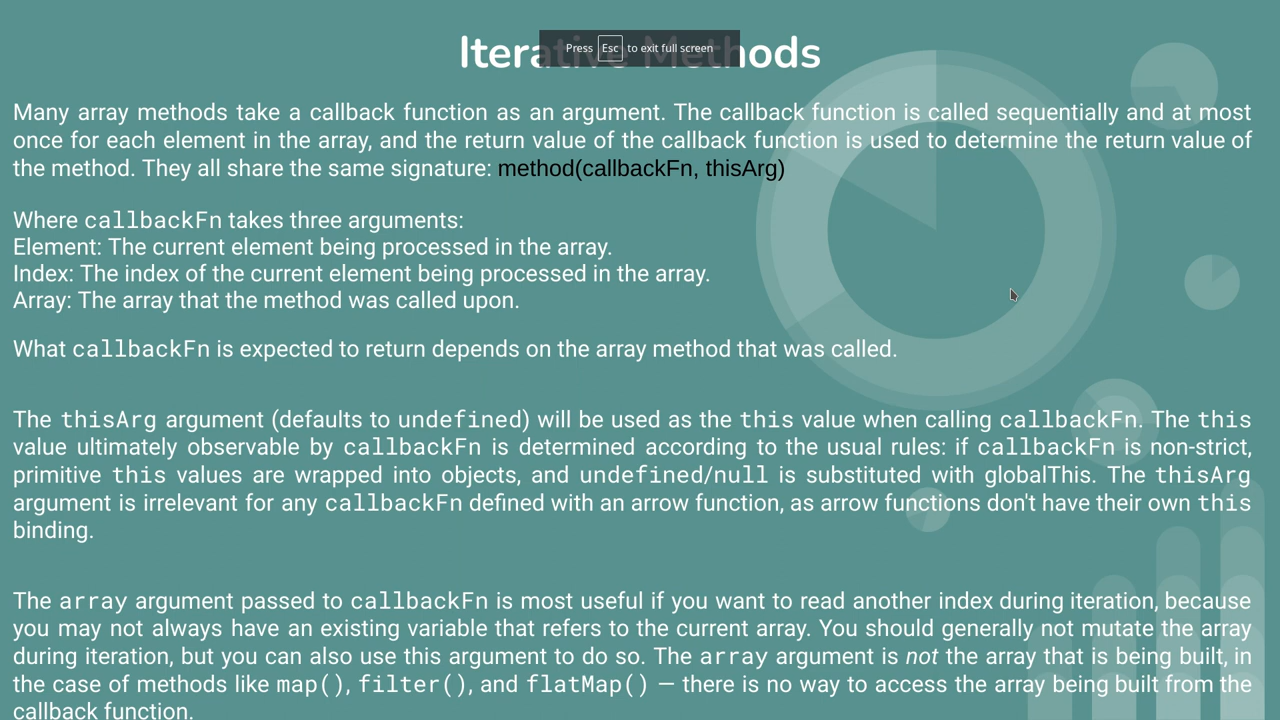 Iterative Methods
Press Esc to exit full screen
Many array methods take a callback function as an argument. The callback function is called sequentially and at most
once for each element in the array, and the return value of the callback function is used to determine the return value of
the method. They all share the same signature: method(callbackFn, thisArg)
Where callbackFn takes three arguments:
Element: The current element being processed in the array.
Index: The index of the current element being processed in the array.
Array: The array that the method was called upon.
What callbackFn is expected to return depends on the array method that was called.
The thisArg argument (defaults to undefined) will be used as the this value when calling callbackFn. The this
value ultimately observable by callbackFn is determined according to the usual rules: if callbackFn is non-strict,
primitive this values are wrapped into objects, and undefined/null is substituted with globalThis. The thisArg
argument is irrelevant for any callbackFn defined with an arrow function, as arrow functions don't have their own this
binding.
The array argument passed to callbackFn is most useful if you want to read another index during iteration, because
you may not always have an existing variable that refers to the current array. You should generally not mutate the array
during iteration, but you can also use this argument to do so. The array argument is not the array that is being built, in
the case of methods like map(), filter(), and flatMap() — there is no way to access the array being built from the
callback function.